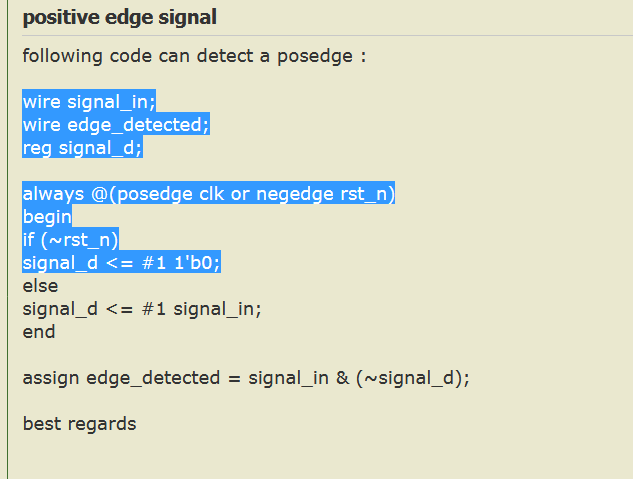 positive edge signal
following code can detect a posedge :
wire signal_in;
wire edge_detected;
reg signal_d;
always @(posedge clk or negedge rst_n)
begin
if (~rst_n)
signal_d <= #1 1'b0;
else
signal_d <= #1 signal_in;
end
assign edge_detected = signal_in & (~signal_d);
best regards